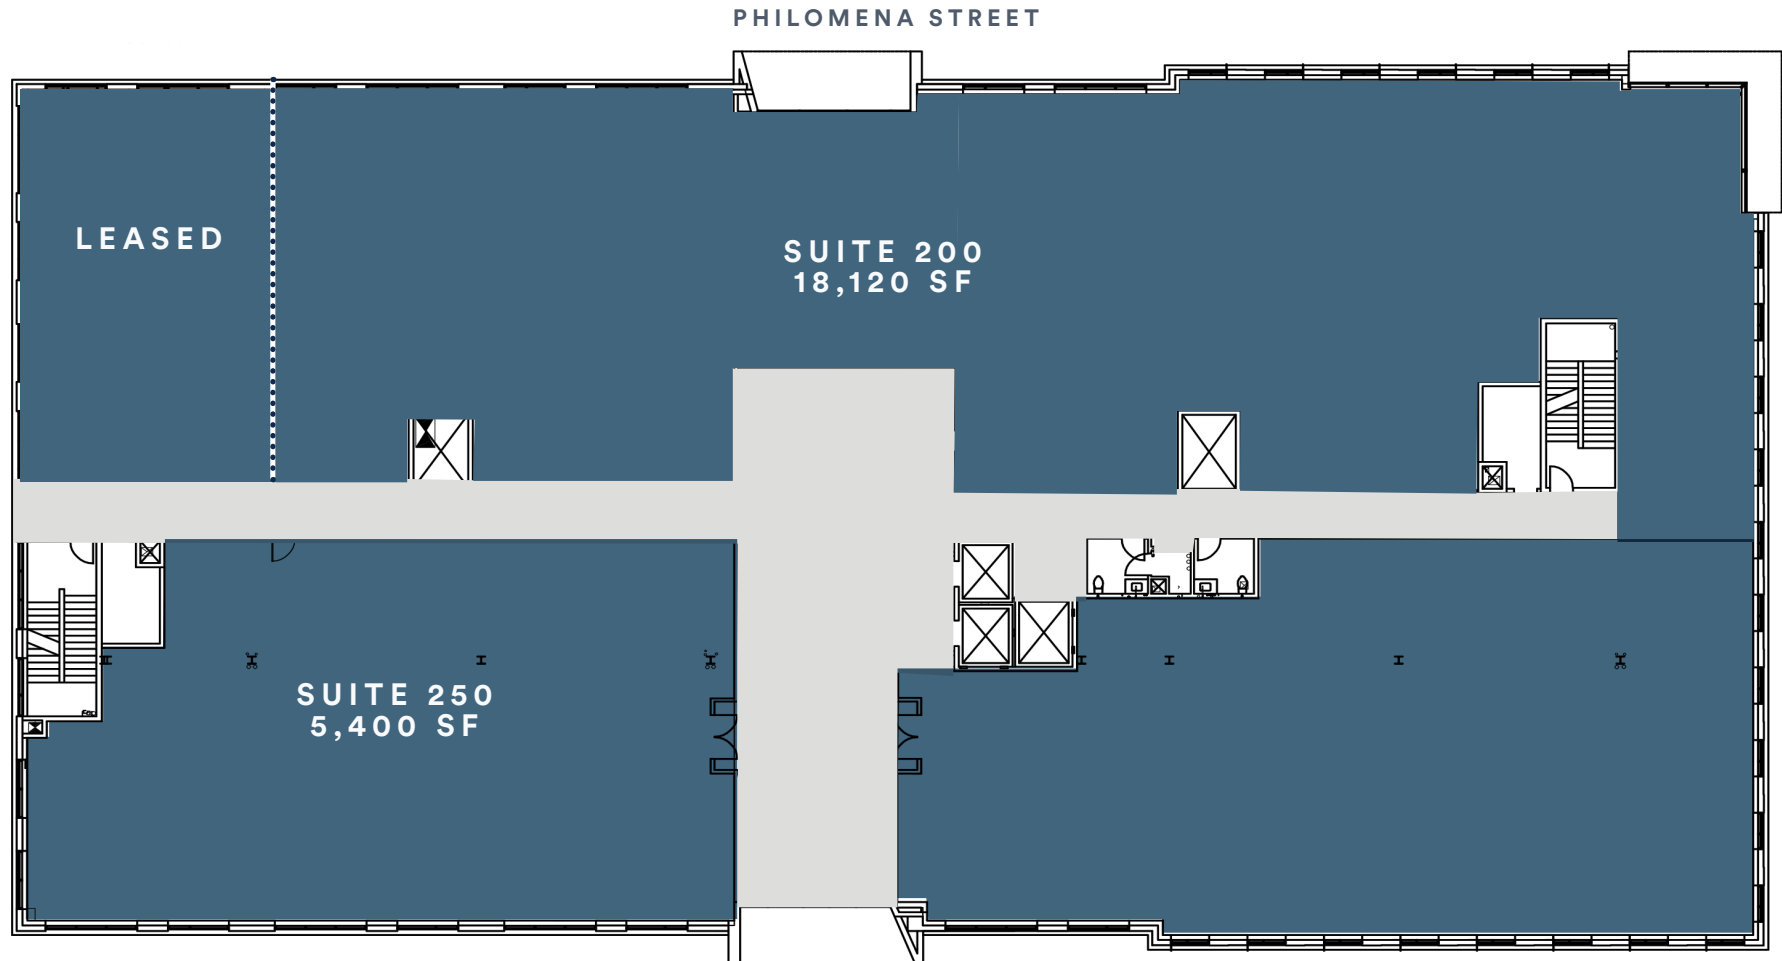 PHILOMENA STREET
LEASED
SUITE 200
18,120 SF
SUITE 250
5,400 SF